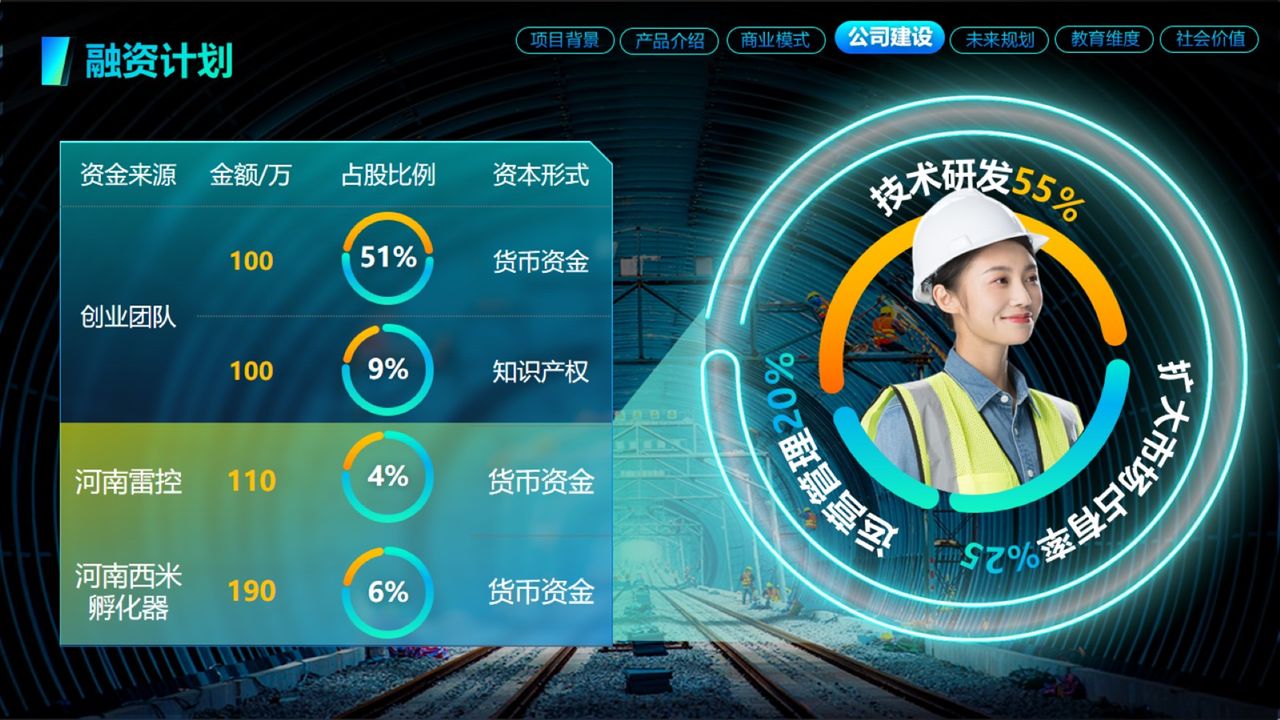 融资计划
项目背景
产品介绍
商业模式
公司建设
未来规划
教育维度
社会价值
资金来源 金额/万 占股比例 资本形式
创业团队
100 51% 货币资金
100 9% 知识产权
河南雷控 110 4% 货币资金
河南西米
孵化器
190 6% 货币资金
技术研发55%
扩大市场占有率
25%
运营管理20%